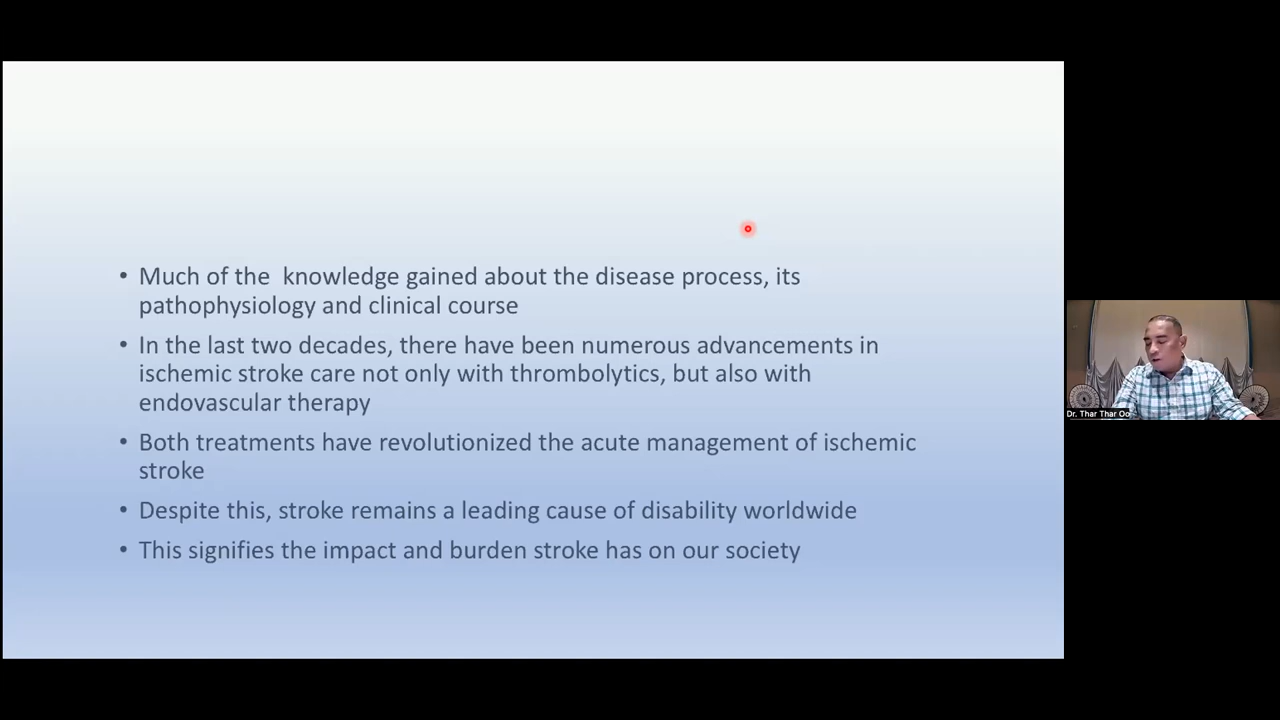 • Much of the  knowledge gained about the disease process, its
pathophysiology and clinical course
• In the last two decades, there have been numerous advancements in
ischemic stroke care not only with thrombolytics, but also with
endovascular therapy
• Both treatments have revolutionized the acute management of ischemic
stroke
• Despite this, stroke remains a leading cause of disability worldwide
• This signifies the impact and burden stroke has on our society
Dr. Thar Thar Oo